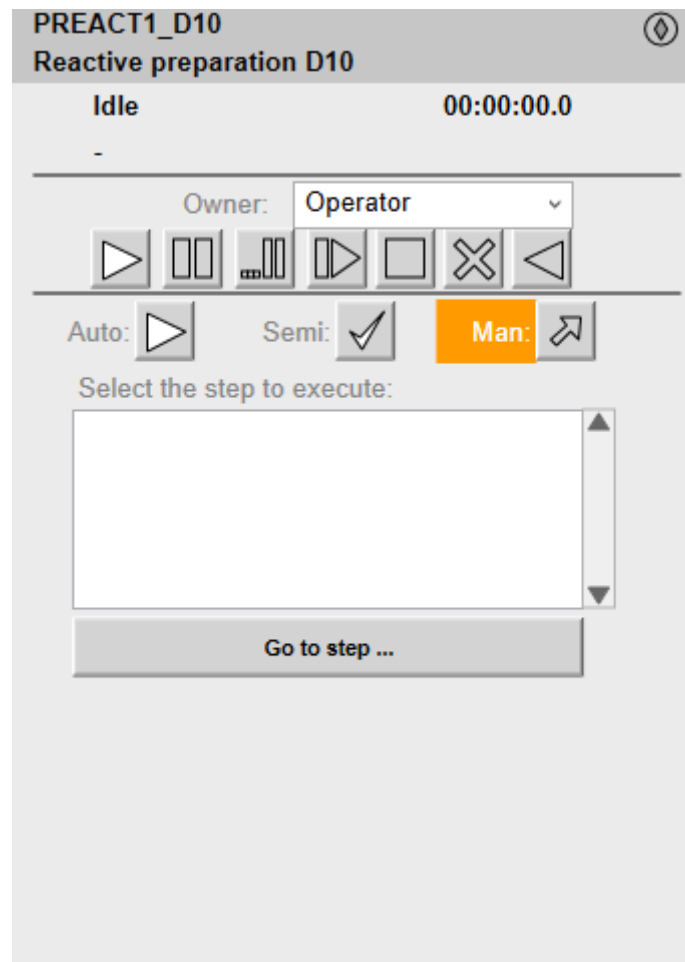 PREACT1_D10
Reactive preparation D10
Idle 00:00:00.0
-
Owner: Operator
Auto: Semi: Man:
Select the step to execute:
Go to step ...